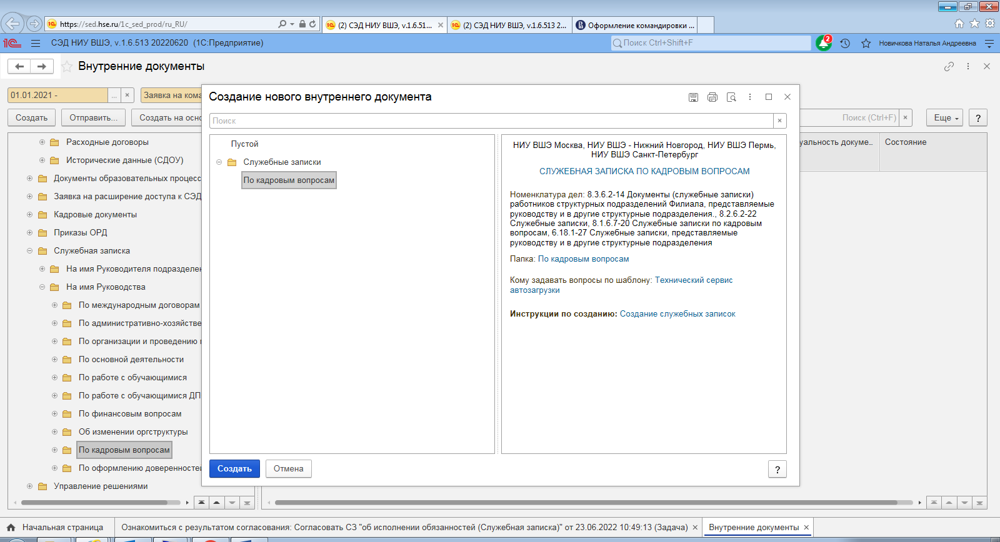 https://sed.hse.ru/1c_sed_prod/ru_RU/
(2) СЭД НИУ ВШЭ, v.1.6.51...
(2) СЭД НИУ ВШЭ, v.1.6.513 2...
Оформление командировки ...
СЭД НИУ ВШЭ, v.1.6.513 20220620 (1С:Предприятие)
Поиск Ctrl+Shift+F
2
Новичкова Наталья Андреевна
Внутренние документы
01.01.2021 -
...
×
Заявка на кома
Создать
Отправить...
Создать на осно
Поиск (Ctrl+F)
×
Еще
?
Расходные договоры
Исторические данные (СДОУ)
Документы образовательных процесс
Заявка на расширение доступа к СЭД
Кадровые документы
Приказы ОРД
Служебная записка
На имя Руководителя подразделен
На имя Руководства
По международным договорам
По административно-хозяйстве
По организации и проведению
По основной деятельности
По работе с обучающимися
По работе с обучающимися ДП
По финансовым вопросам
Об изменении оргструктуры
По кадровым вопросам
По оформлению доверенностей
Управление решениями
уальность докуме...
Состояние
Создание нового внутреннего документа
Поиск
×
Пустой
Служебные записки
По кадровым вопросам
НИУ ВШЭ Москва, НИУ ВШЭ - Нижний Новгород, НИУ ВШЭ Пермь,
НИУ ВШЭ Санкт-Петербург
СЛУЖЕБНАЯ ЗАПИСКА ПО КАДРОВЫМ ВОПРОСАМ
Номенклатура дел: 8.3.6.2-14 Документы (служебные записки)
работников структурных подразделений Филиала, представляемые
руководству и в другие структурные подразделения., 8.2.6.2-22
Служебные записки, 8.1.6.7-20 Служебные записки по кадровым
вопросам, 6.18.1-27 Служебные записки, представляемые
руководству и в другие структурные подразделения
Папка: По кадровым вопросам
Кому задавать вопросы по шаблону: Технический сервис
автозагрузки
Инструкции по созданию: Создание служебных записок
Создать
Отмена
?
Начальная страница
Ознакомиться с результатом согласования: Согласовать СЗ "об исполнении обязанностей (Служебная записка)" от 23.06.2022 10:49:13 (Задача) ×
Внутренние документы ×